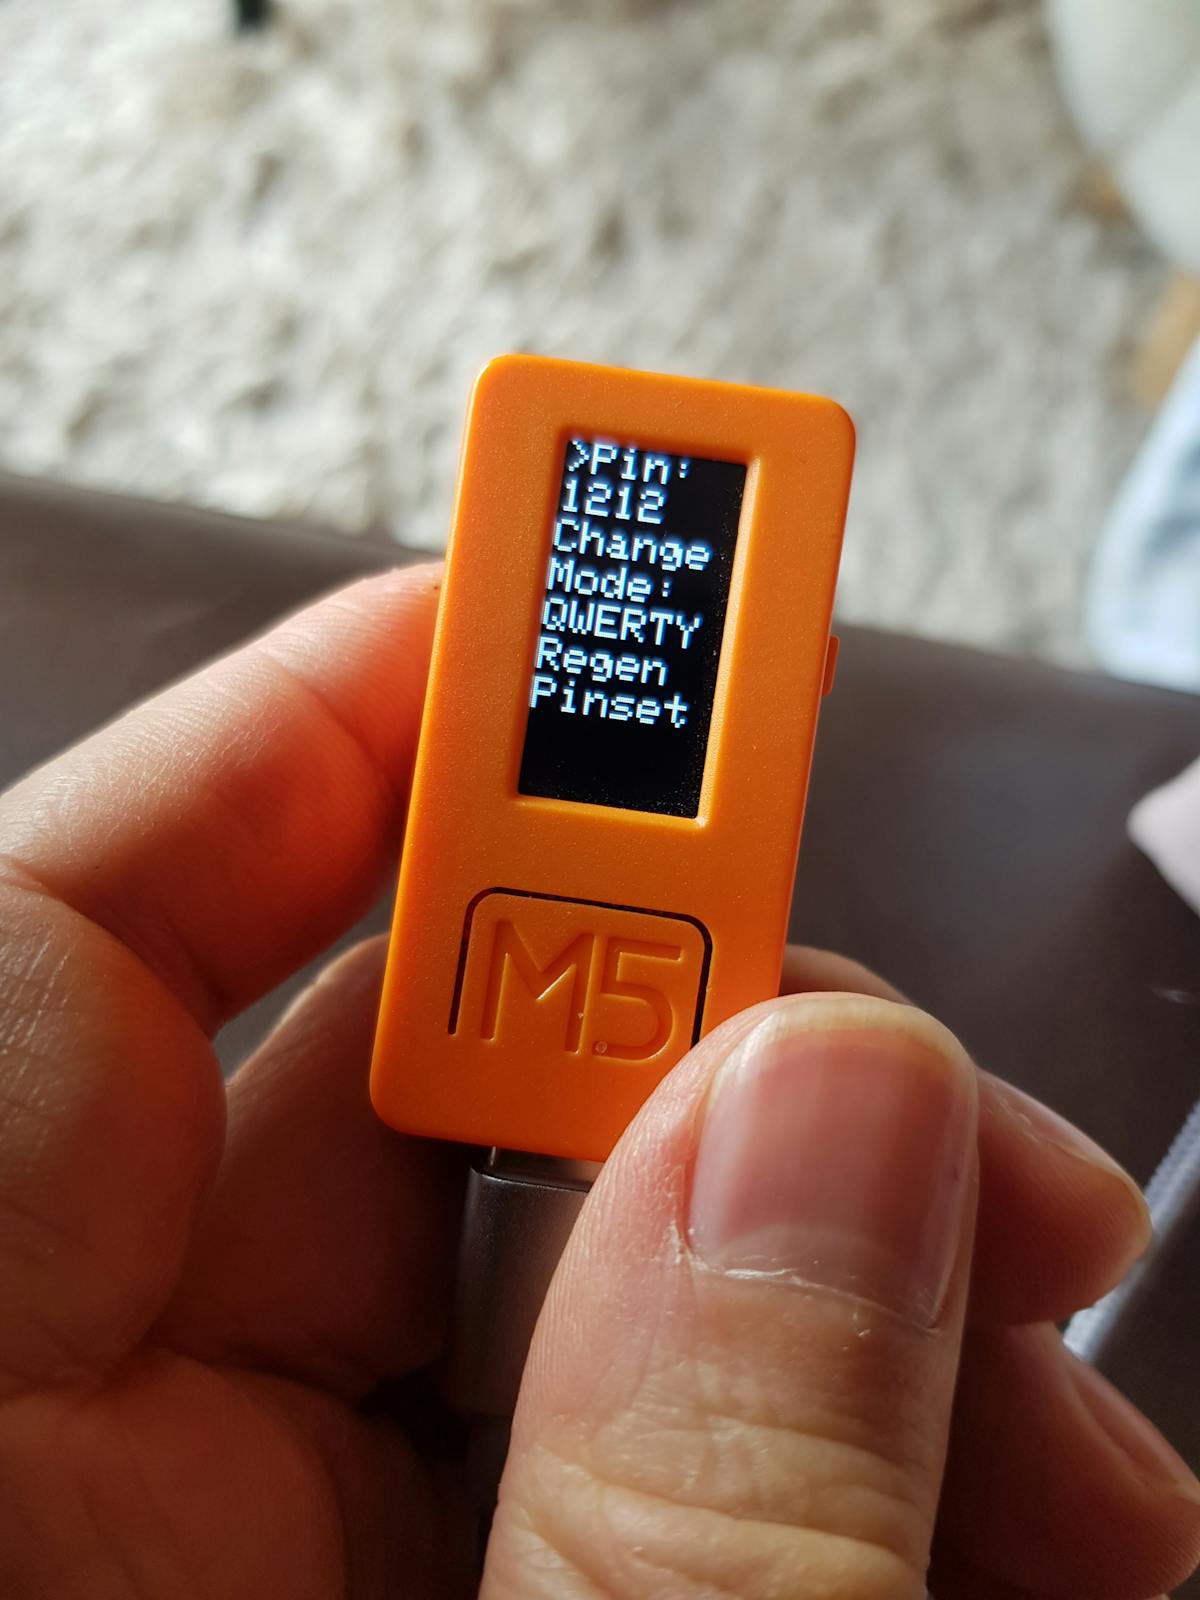 >Pin:
1212
Change
Mode:
QWERTY
Regen
Pinset
M5